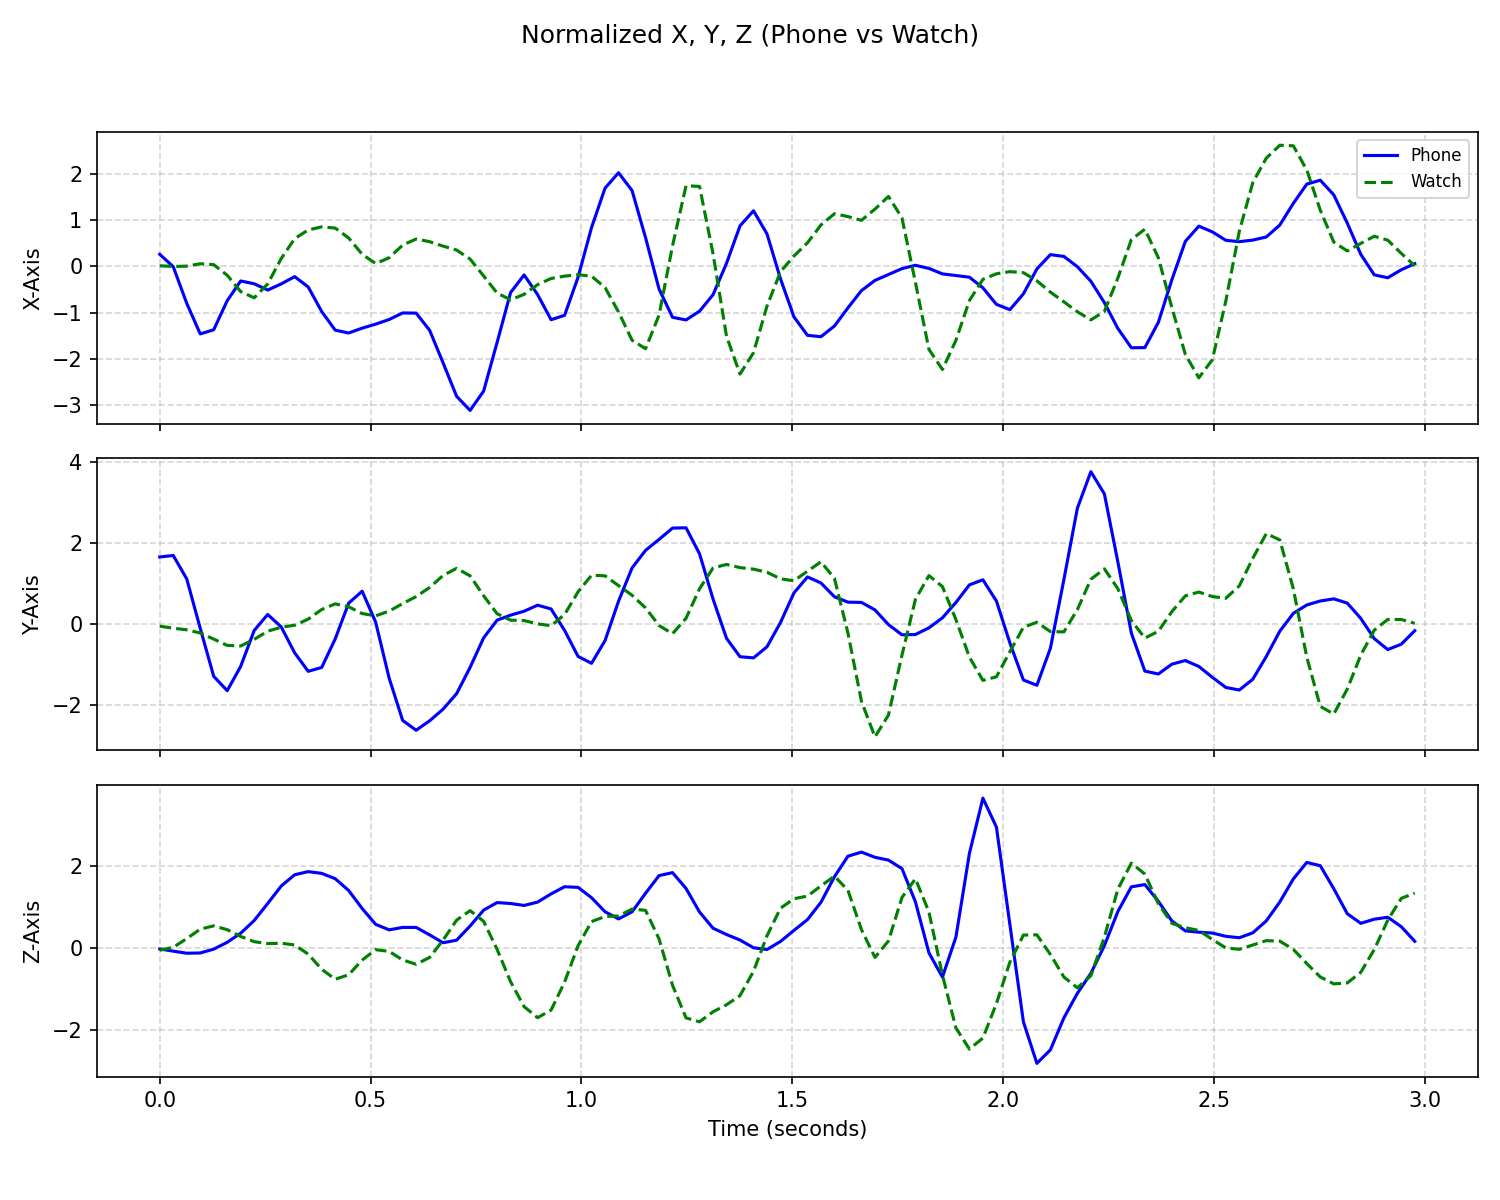 Normalized X, Y, Z (Phone vs Watch)
Phone
Watch
X-Axis
2
1
0
−1
−2
−3
Y-Axis
4
2
0
−2
Z-Axis
2
0
−2
0.0 0.5 1.0 1.5 2.0 2.5 3.0
Time (seconds)